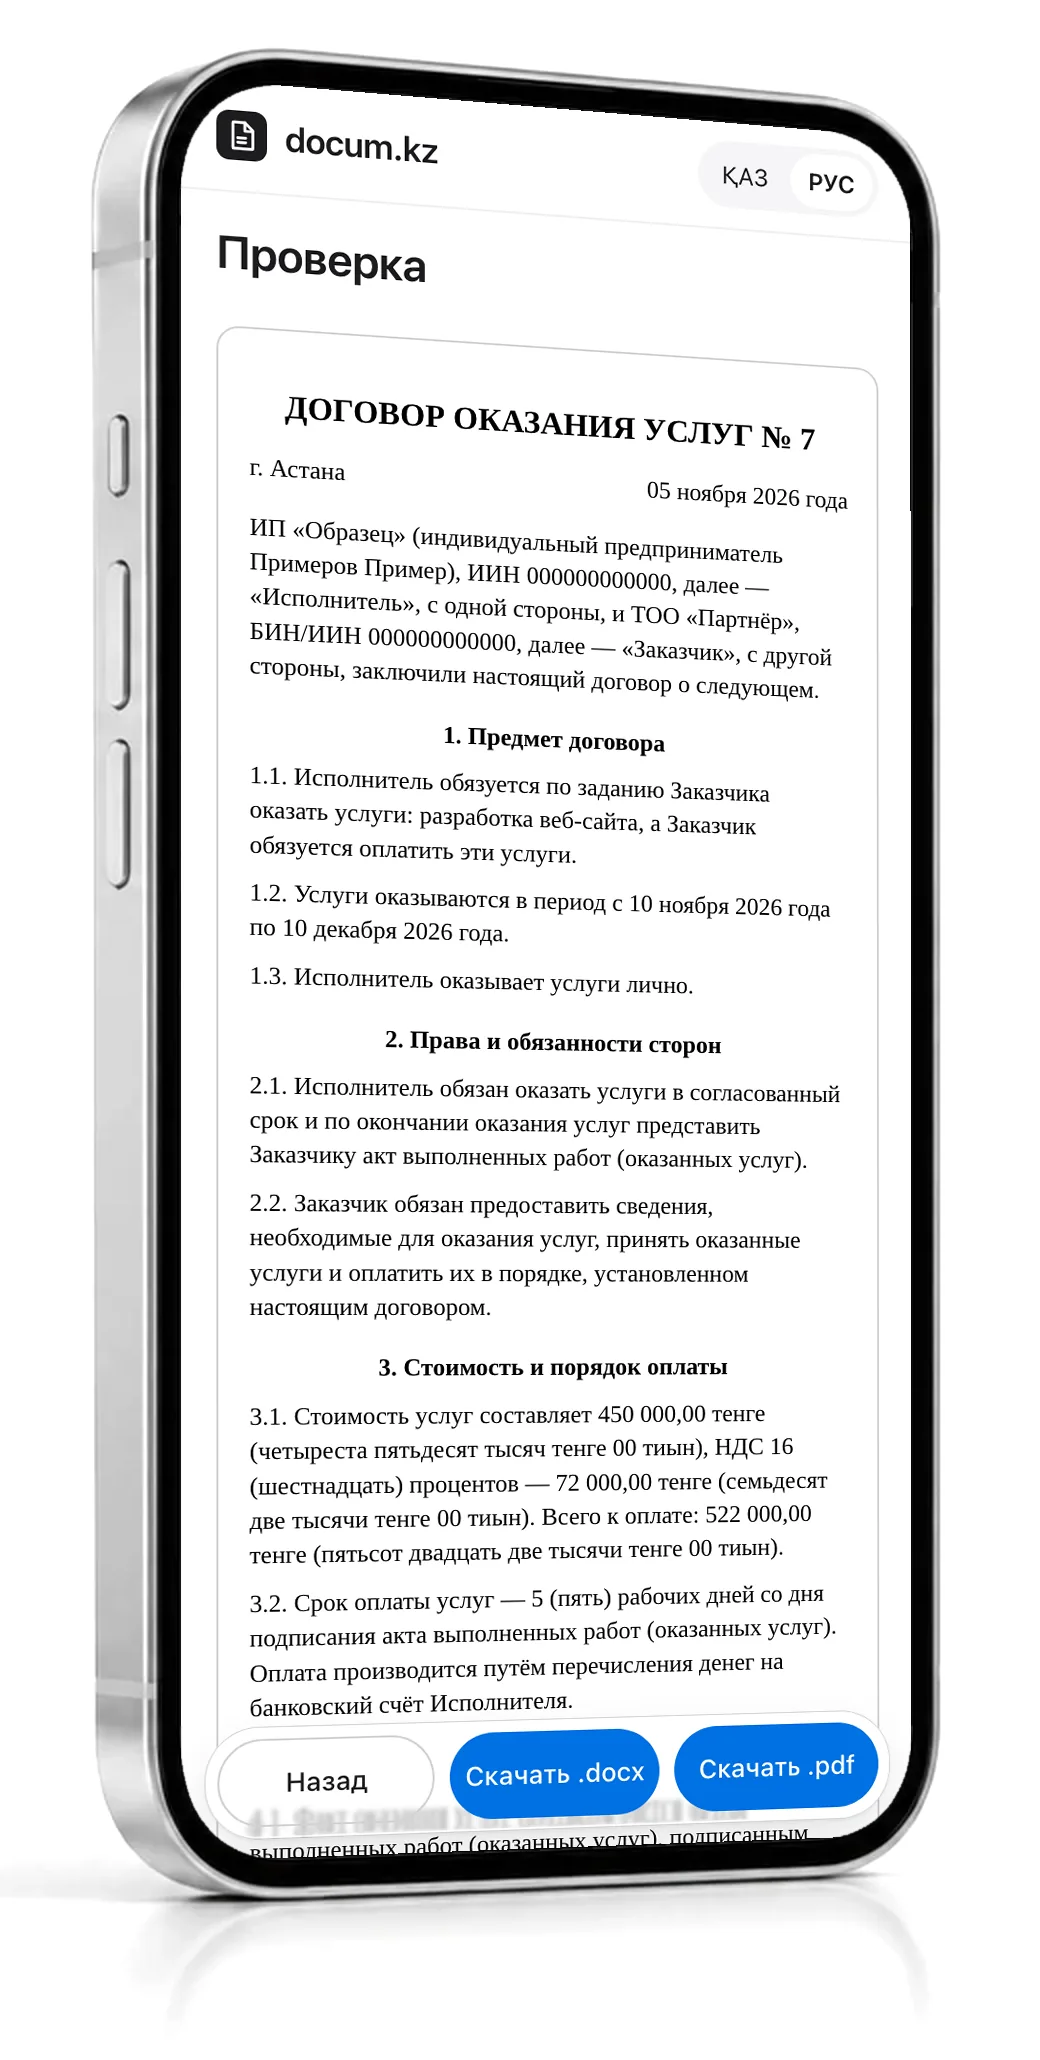 docum.kz
ҚАЗ РУС
Проверка
ДОГОВОР ОКАЗАНИЯ УСЛУГ № 7
г. Астана
05 ноября 2026 года
ИП «Образец» (индивидуальный предприниматель
Примеров Пример), ИИН 000000000000, далее —
«Исполнитель», с одной стороны, и ТОО «Партнёр»,
БИН/ИИН 000000000000, далее — «Заказчик», с другой
стороны, заключили настоящий договор о следующем.
1. Предмет договора
1.1. Исполнитель обязуется по заданию Заказчика
оказать услуги: разработка веб-сайта, а Заказчик
обязуется оплатить эти услуги.
1.2. Услуги оказываются в период с 10 ноября 2026 года
по 10 декабря 2026 года.
1.3. Исполнитель оказывает услуги лично.
2. Права и обязанности сторон
2.1. Исполнитель обязан оказать услуги в согласованный
срок и по окончании оказания услуг представить
Заказчику акт выполненных работ (оказанных услуг).
2.2. Заказчик обязан предоставить сведения,
необходимые для оказания услуг, принять оказанные
услуги и оплатить их в порядке, установленном
настоящим договором.
3. Стоимость и порядок оплаты
3.1. Стоимость услуг составляет 450 000,00 тенге
(четыреста пятьдесят тысяч тенге 00 тиын), НДС 16
(шестнадцать) процентов — 72 000,00 тенге (семьдесят
две тысячи тенге 00 тиын). Всего к оплате: 522 000,00
тенге (пятьсот двадцать две тысячи тенге 00 тиын).
3.2. Срок оплаты услуг — 5 (пять) рабочих дней со дня
подписания акта выполненных работ (оказанных услуг).
Оплата производится путём перечисления денег на
банковский счёт Исполнителя.
Назад
Скачать .docx
Скачать .pdf
4.1. Факт оказания
выполненных работ (оказанных услуг), подписанным